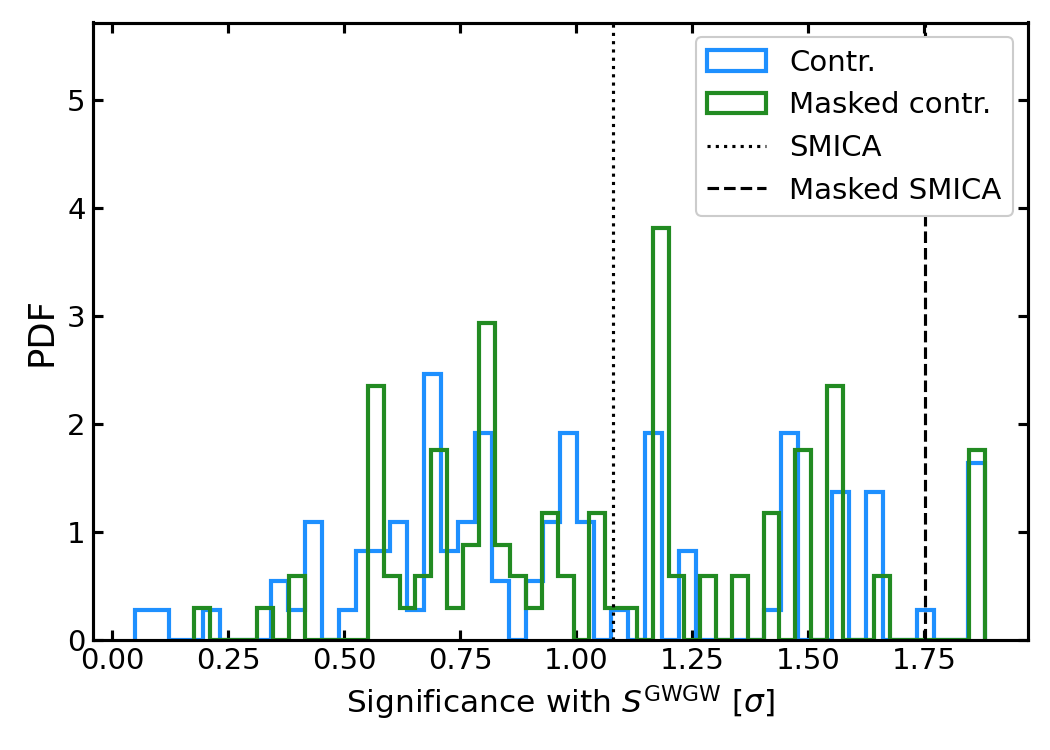 Contr.
Masked contr.
SMICA
Masked SMICA
PDF
5
4
3
2
1
0
0.00 0.25 0.50 0.75 1.00 1.25 1.50 1.75
Significance with S^GWGW [σ]